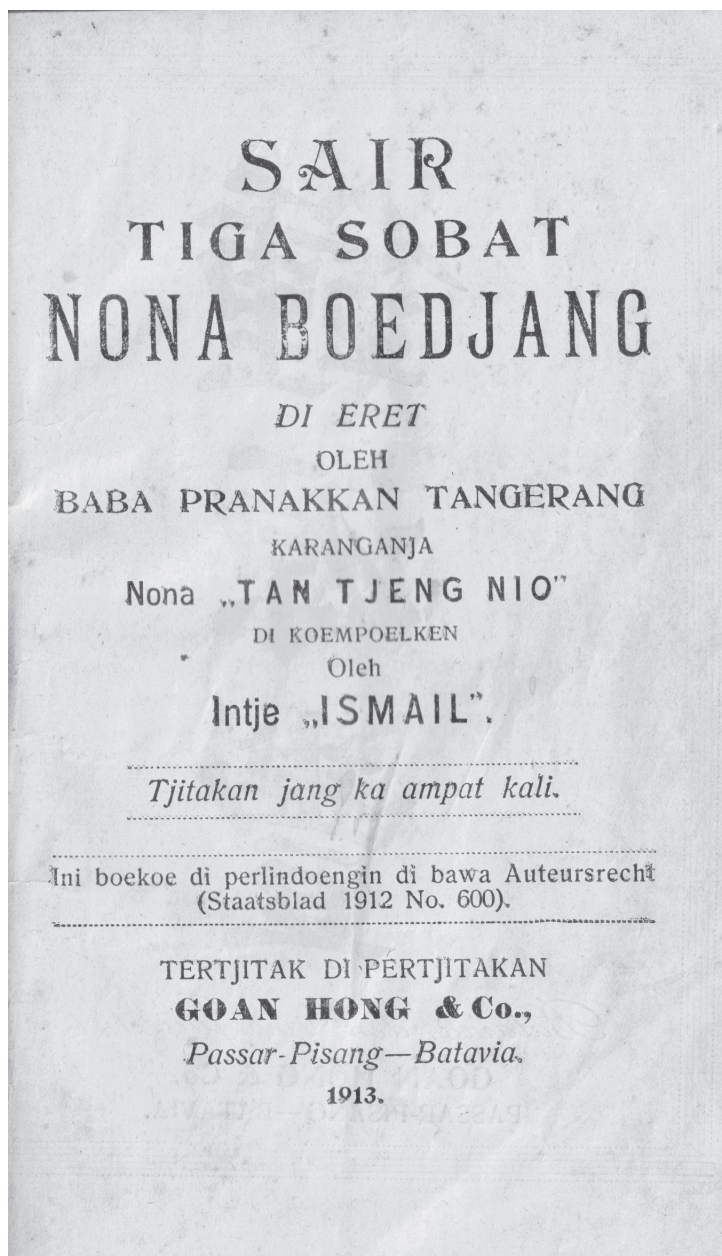 SAIR
TIGA SOBAT
NONA BOEDJANG
DI ERET
OLEH
BABA PRANAKKAN TANGERANG
KARANGANJA
Nona „TAN TJENG NIO”
DI KOEMPOELKEN
Oleh
Intje „ISMAIL”.
Tjitakan jang ka ampat kali.
Ini boekoe di perlindoengin di bawa Auteursrecht
(Staatsblad 1912 No. 600).
TERTJITAK DI PERTJITAKAN
GOAN HONG & Co.,
Passar-Pisang—Batavia.
1913.